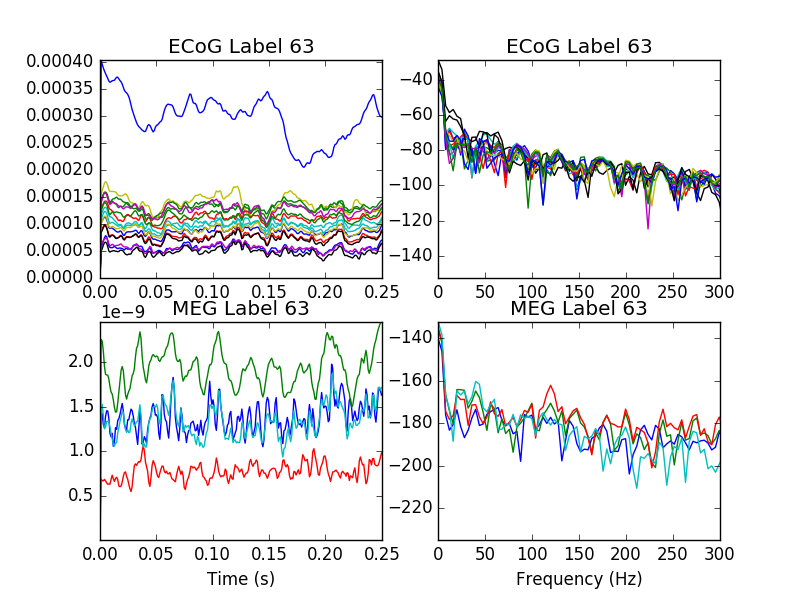 ECoG Label 63
ECoG Label 63
0.00040
0.00035
0.00030
0.00025
0.00020
0.00015
0.00010
0.00005
0.00000
0.00 0.05 0.10 0.15 0.20 0.25
−40
−60
−80
−100
−120
−140
0 50 100 150 200 250 300
1e−9
MEG Label 63
MEG Label 63
2.0
1.5
1.0
0.5
0.00 0.05 0.10 0.15 0.20 0.25
Time (s)
−140
−160
−180
−200
−220
0 50 100 150 200 250 300
Frequency (Hz)